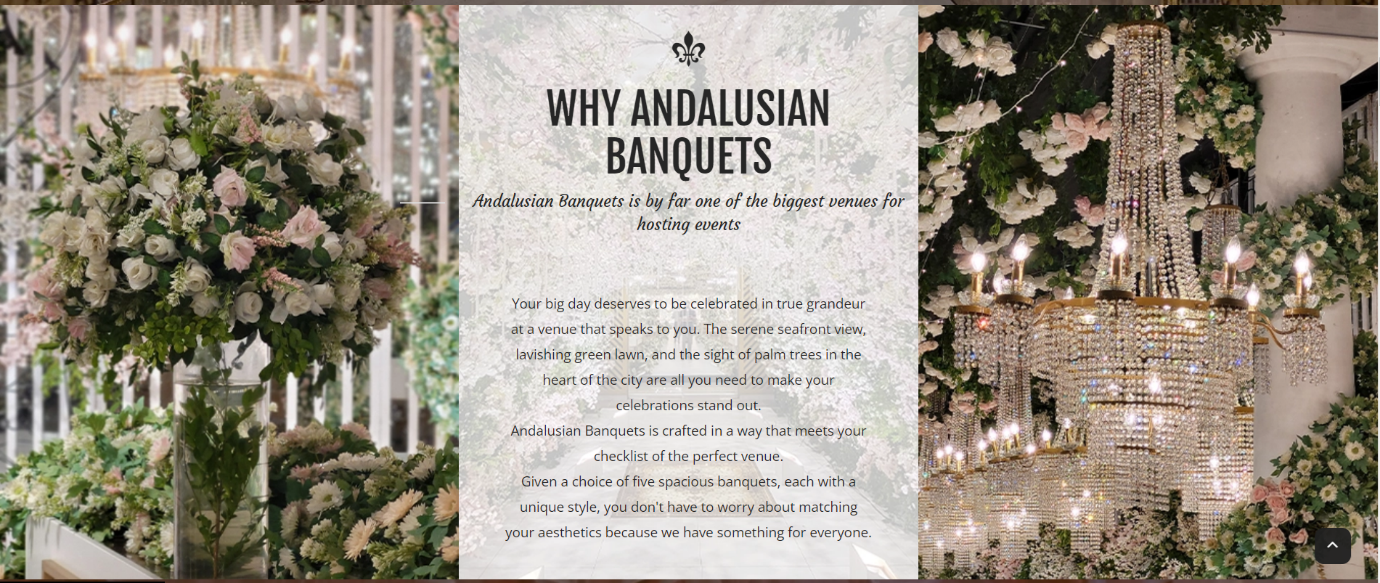 WHY ANDALUSIAN
BANQUETS
Andalusian Banquets is by far one of the biggest venues for
hosting events
Your big day deserves to be celebrated in true grandeur
at a venue that speaks to you. The serene seafront view,
lavishing green lawn, and the sight of palm trees in the
heart of the city are all you need to make your
celebrations stand out.
Andalusian Banquets is crafted in a way that meets your
checklist of the perfect venue.
Given a choice of five spacious banquets, each with a
unique style, you don't have to worry about matching
your aesthetics because we have something for everyone.